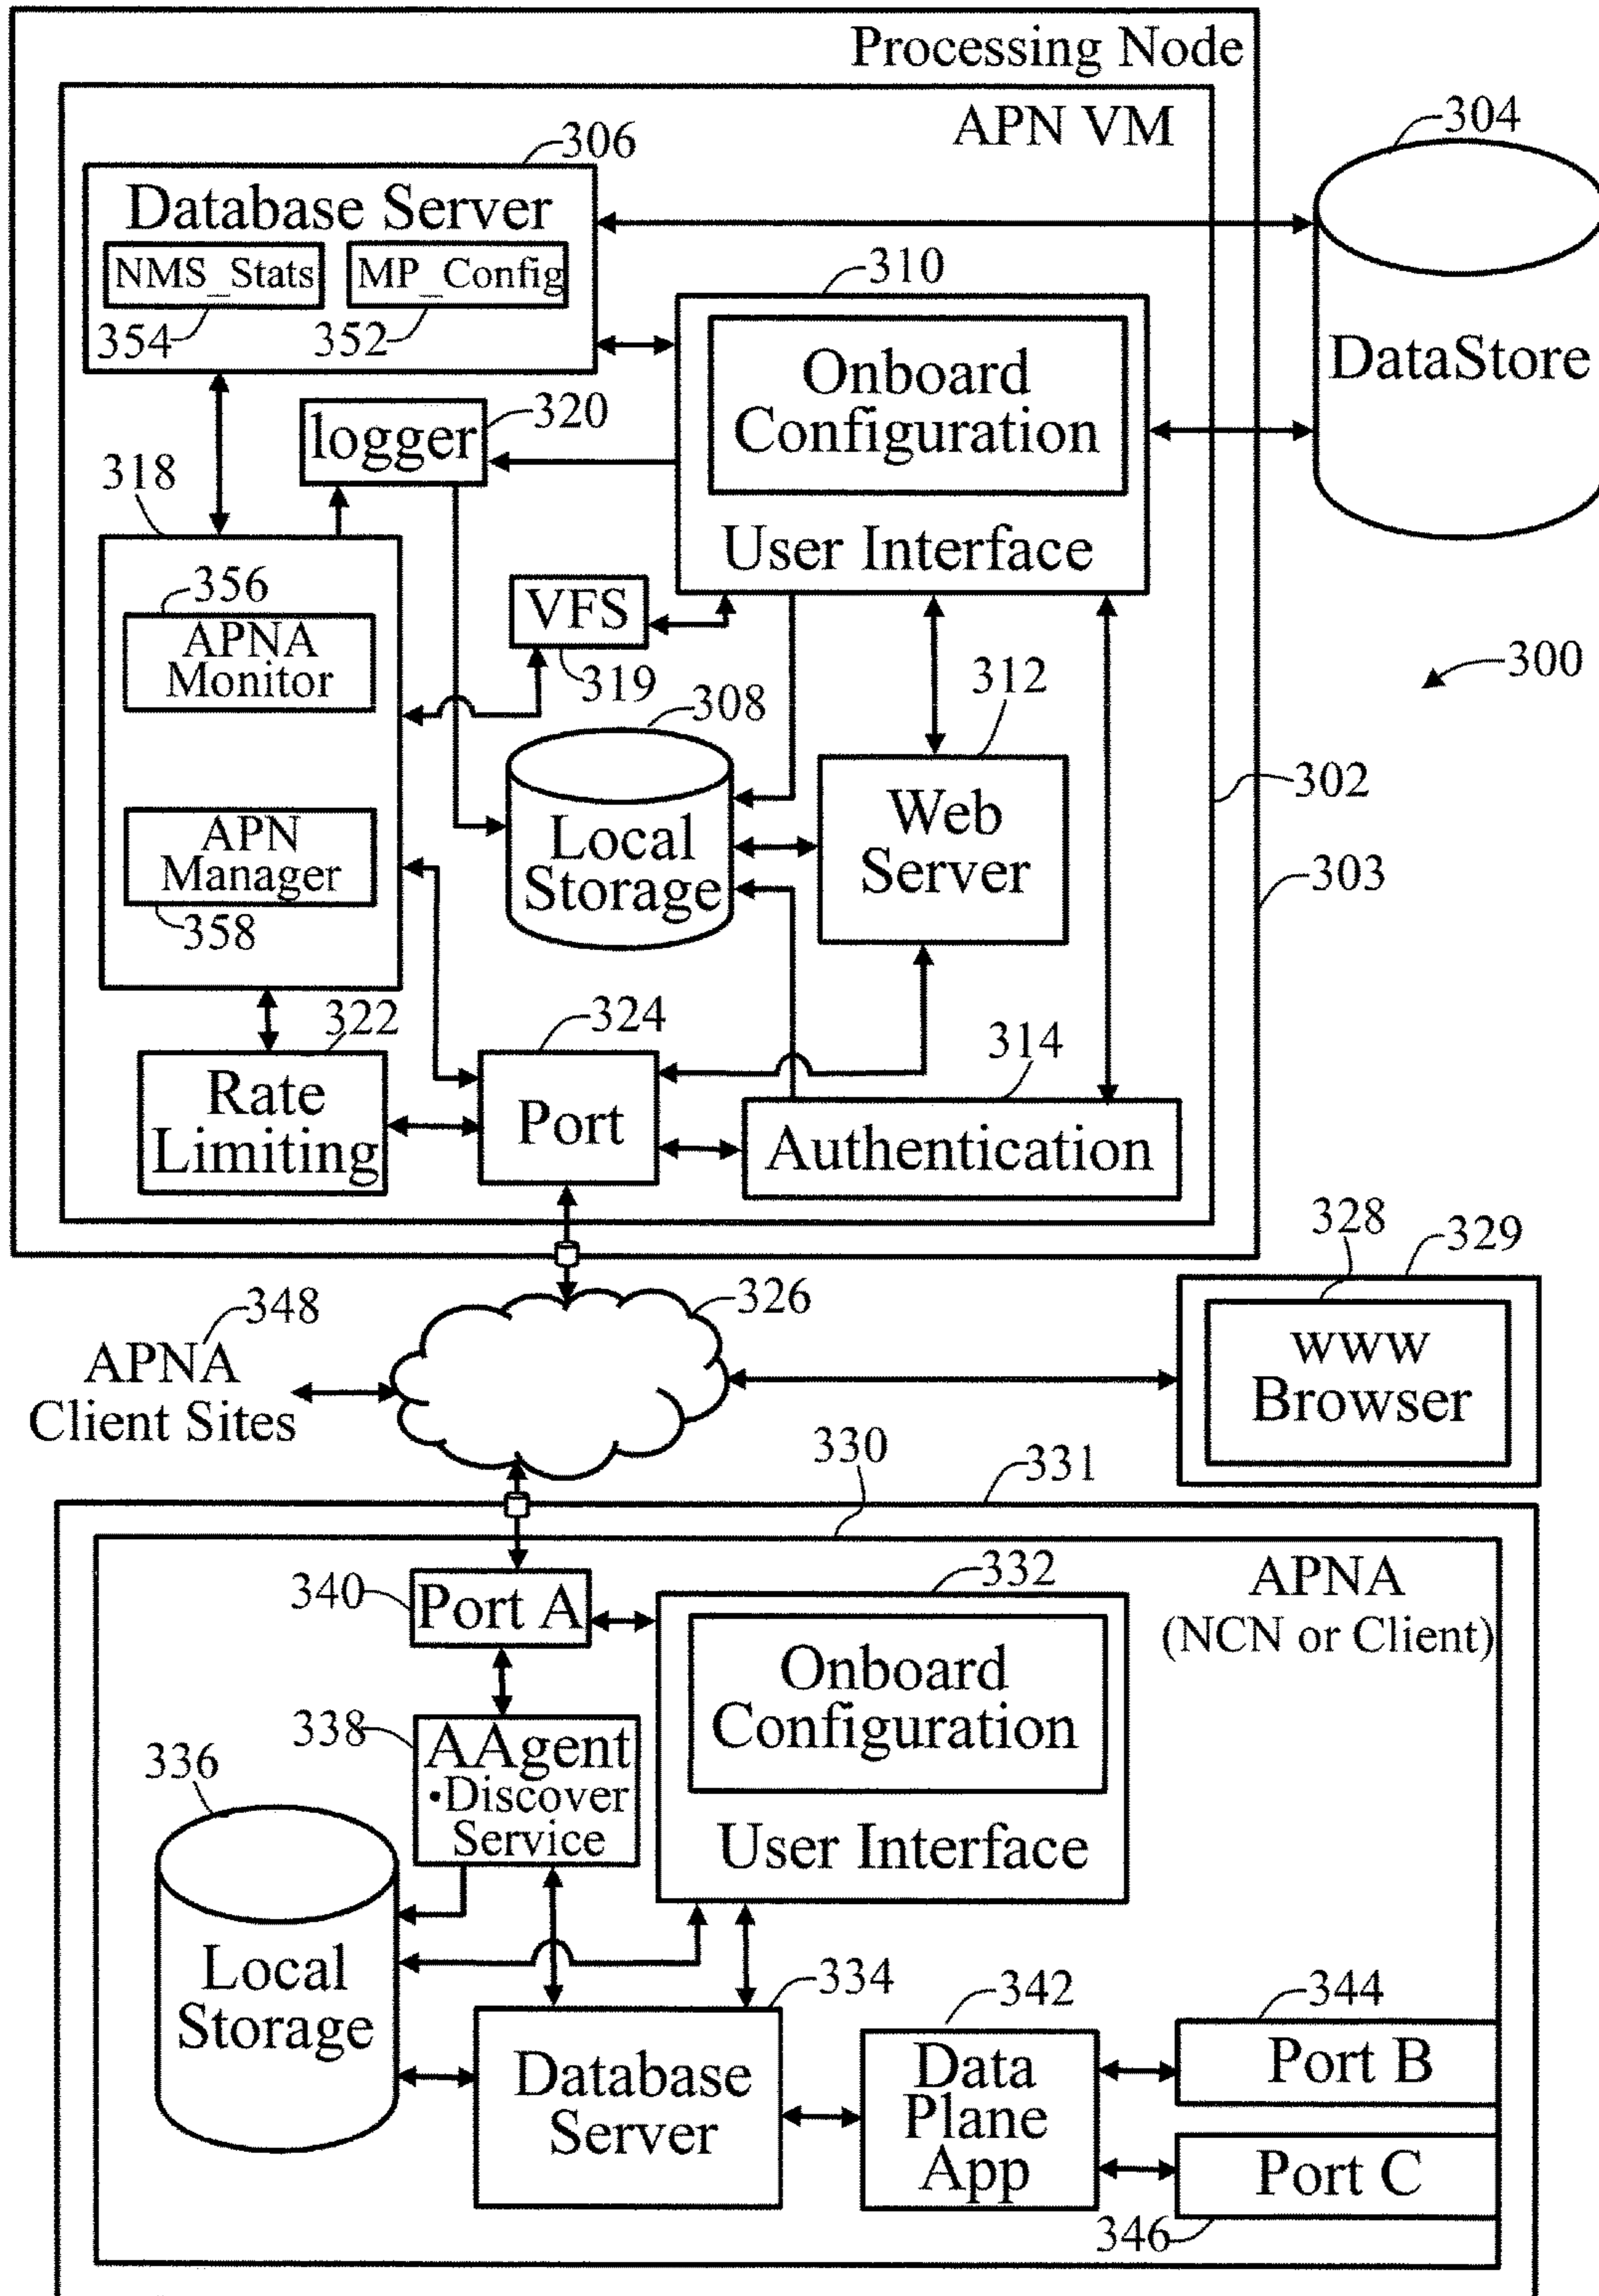 Processing Node
APN VM
304
306
Database Server
NMS_Stats
MP_Config
354
352
310
Onboard
Configuration
User Interface
DataStore
320
logger
318
356
APNA
Monitor
VFS
319
300
312
308
302
Local
Storage
Web
Server
APN
Manager
358
303
322
324
314
Rate
Limiting
Port
Authentication
328
329
348
326
APNA
Client Sites
www
Browser
330
331
332
APNA
(NCN or Client)
340
Port A
Onboard
Configuration
User Interface
338
AAgent
•Discover
Service
336
Local
Storage
334
342
344
Database
Server
Data
Plane
App
Port B
Port C
346